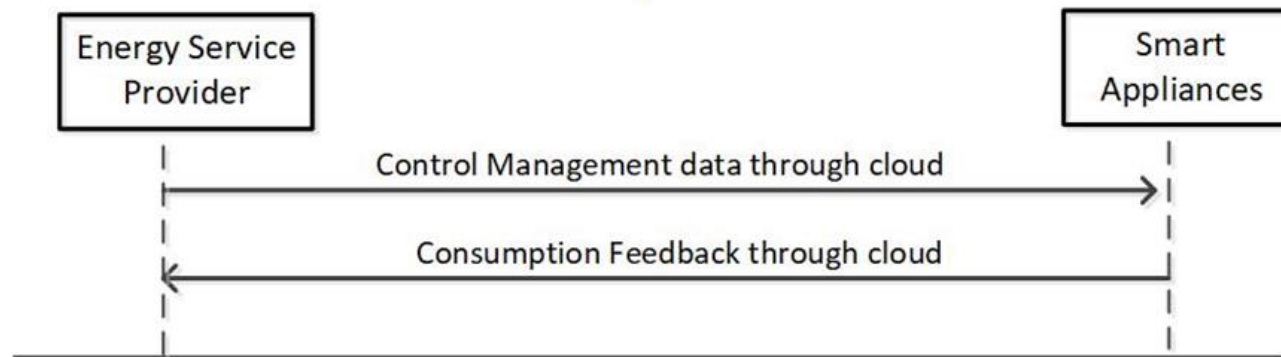 Energy Service
Provider
Smart
Appliances
Control Management data through cloud
Consumption Feedback through cloud